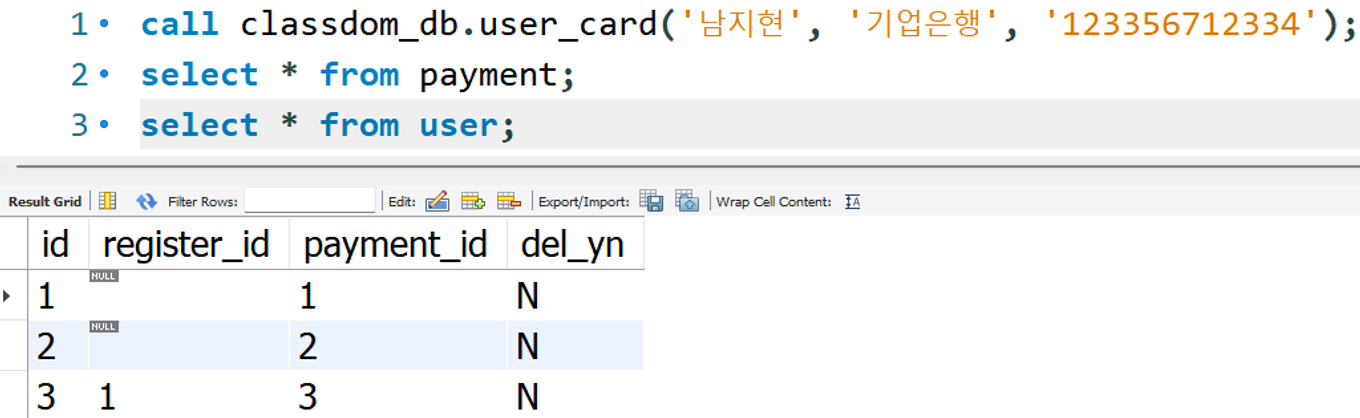 1 call classdom_db.user_card('남지현', '기업은행', '123356712334');
2 select * from payment;
3 select * from user;
Result Grid Filter Rows: Edit: Export/Import: Wrap Cell Content: IA
id register_id payment_id del_yn
1 NULL 1 N
2 NULL 2 N
3 1 3 N